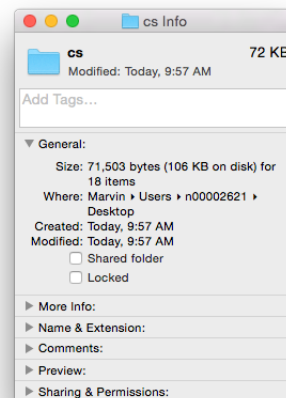 cs Info
cs 72 KB
Modified: Today, 9:57 AM
Add Tags...
General:
Size: 71,503 bytes (106 KB on disk) for
18 items
Where: Marvin ▸ Users ▸ n00002621 ▸
Desktop
Created: Today, 9:57 AM
Modified: Today, 9:57 AM
Shared folder
Locked
More Info:
Name & Extension:
Comments:
Preview:
Sharing & Permissions: